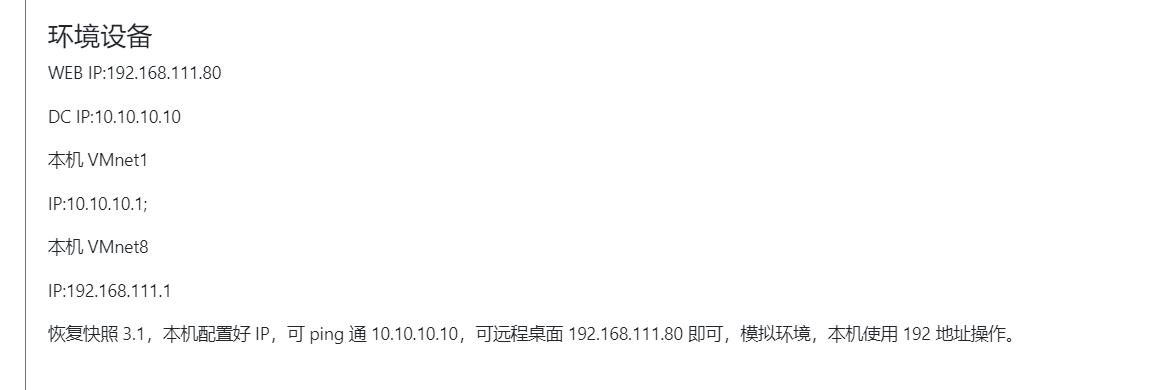 环境设备
WEB IP:192.168.111.80
DC IP:10.10.10.10
本机 VMnet1
IP:10.10.10.1;
本机 VMnet8
IP:192.168.111.1
恢复快照 3.1，本机配置好 IP，可 ping 通 10.10.10.10，可远程桌面 192.168.111.80 即可，模拟环境，本机使用 192 地址操作。